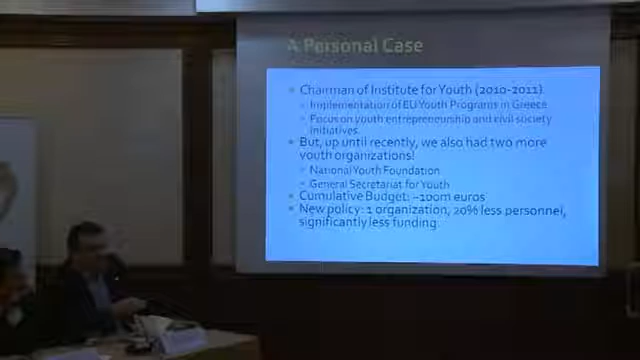 A Personal Case
Chairman of Institute for Youth (2010-2011)
Implementation of EU Youth Programs in Greece
Focus on youth entrepreneurship and civil society
initiatives.
But, up until recently, we also had two more
youth organizations!
National Youth Foundation
General Secretariat for Youth
Cumulative Budget: ~100m euros
New policy: 1 organization, 20% less personnel,
significantly less funding.